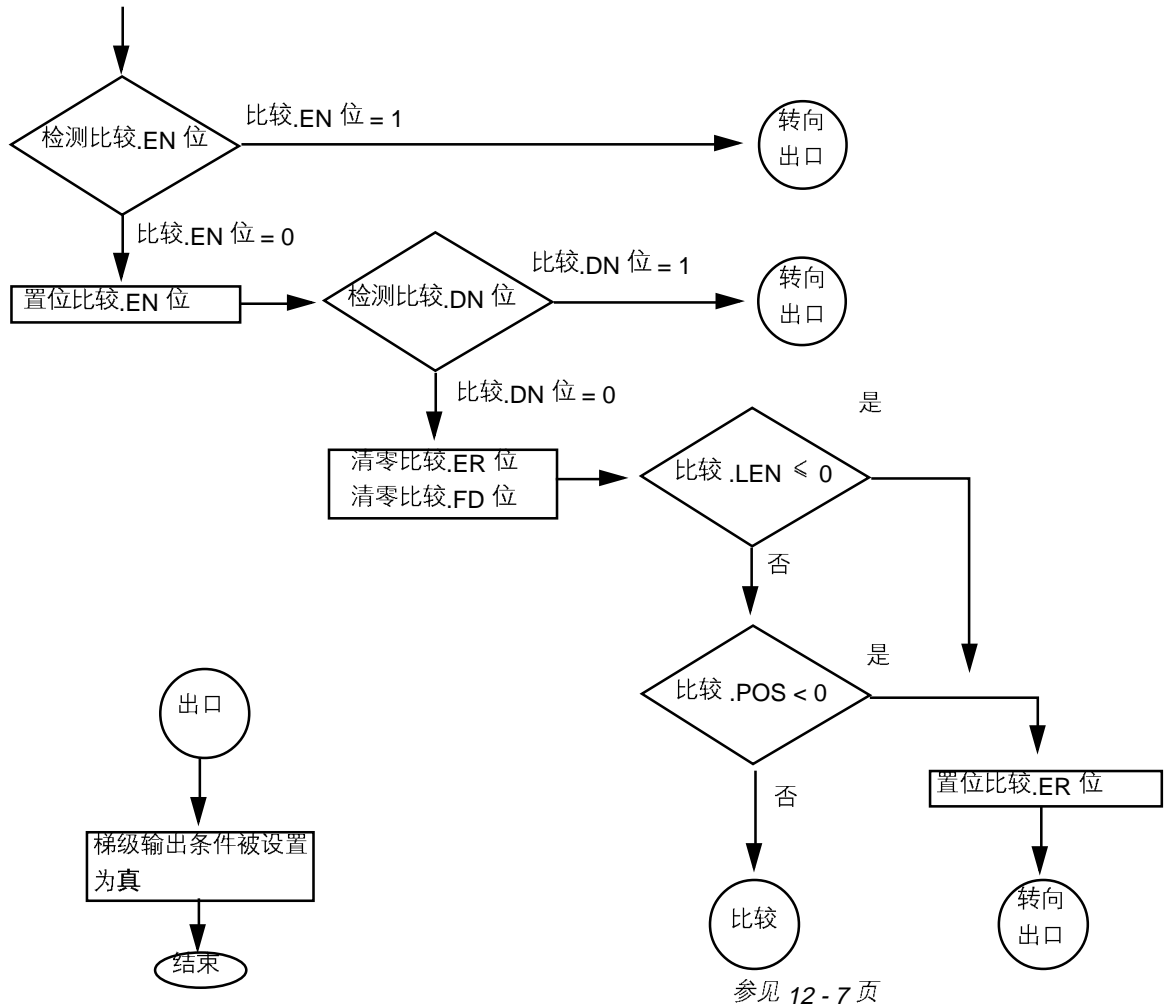 检测比较.EN 位
比较.EN 位 = 1
转向
出口
比较.EN 位 = 0
置位比较.EN 位
检测比较.DN 位
比较.DN 位 = 1
转向
出口
比较.DN 位 = 0
清零比较.ER 位
清零比较.FD 位
比较 .LEN ≤ 0
是
否
比较 .POS < 0
是
否
置位比较.ER 位
比较
转向
出口
参见 12 - 7 页
出口
梯级输出条件被设置
为真
结束